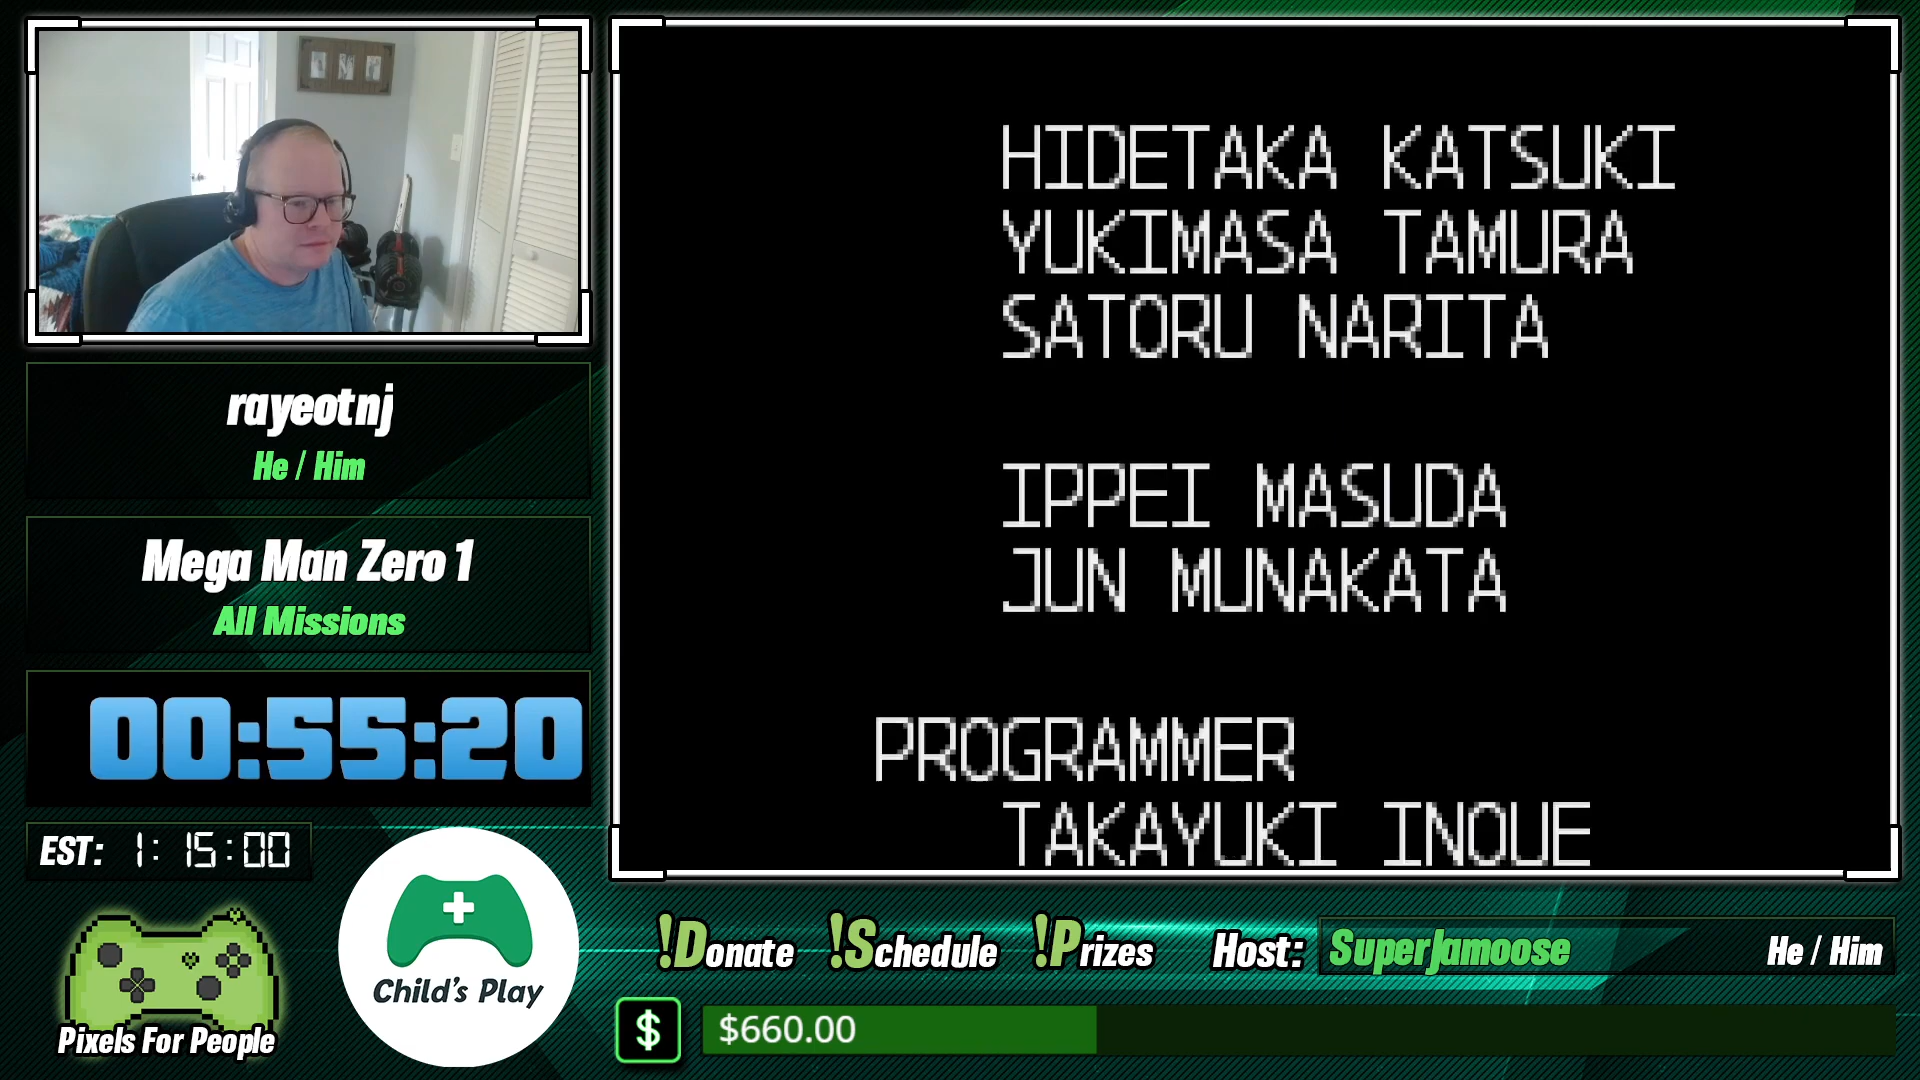 rayeotnj
He / Him
Mega Man Zero 1
All Missions
00:55:20
EST: 1:15:00
Pixels For People
Child's Play
HIDETAKA KATSUKI
YUKIMASA TAMURA
SATORU NARITA
IPPEI MASUDA
JUN MUNAKATA
PROGRAMMER
TAKAYUKI INOUE
!Donate !Schedule !Prizes Host: SuperJamoose He / Him
$ $660.00